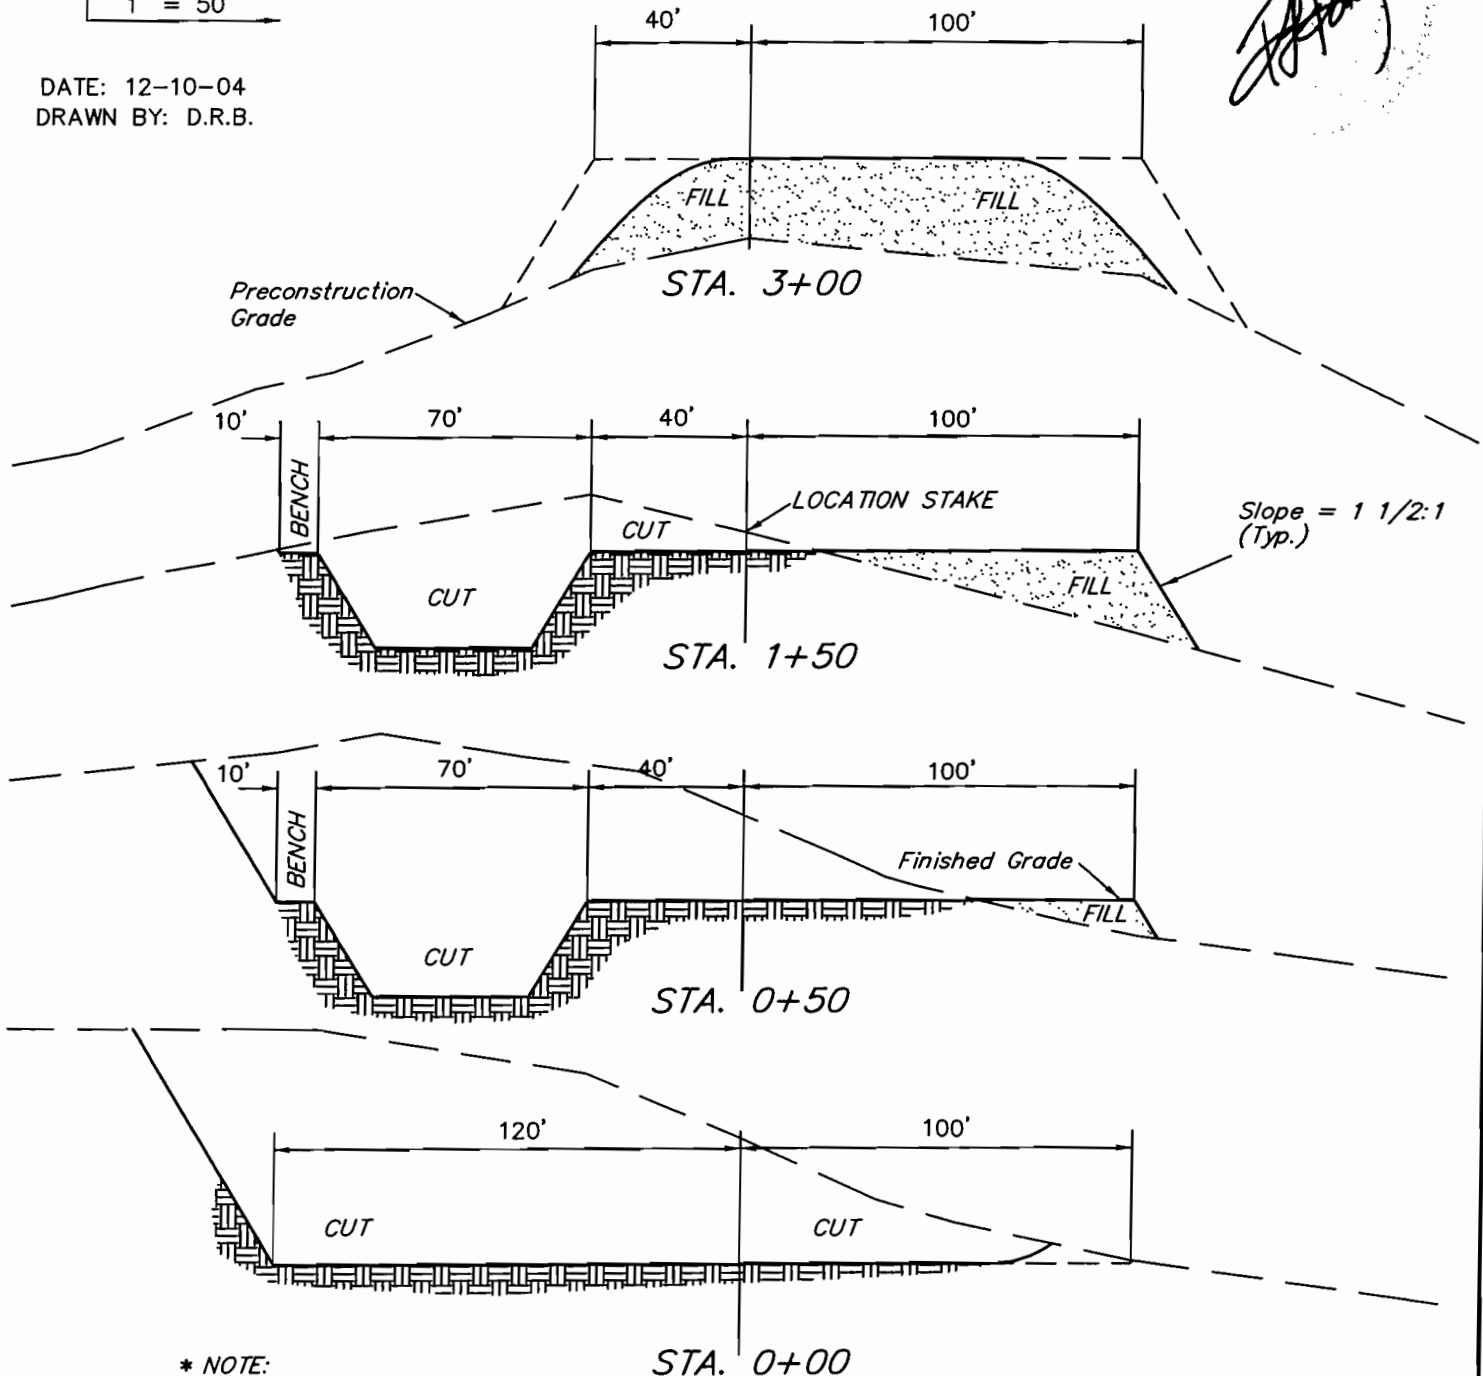 1" = 50'
DATE: 12-10-04
DRAWN BY: D.R.B.
40'
100'
FILL
FILL
STA. 3+00
Preconstruction
Grade
10'
70'
40'
100'
BENCH
LOCATION STAKE
CUT
CUT
Slope = 1 1/2:1
(Typ.)
FILL
STA. 1+50
10'
70'
40'
100'
BENCH
Finished Grade
FILL
CUT
STA. 0+50
120'
100'
CUT
CUT
* NOTE:
STA. 0+00